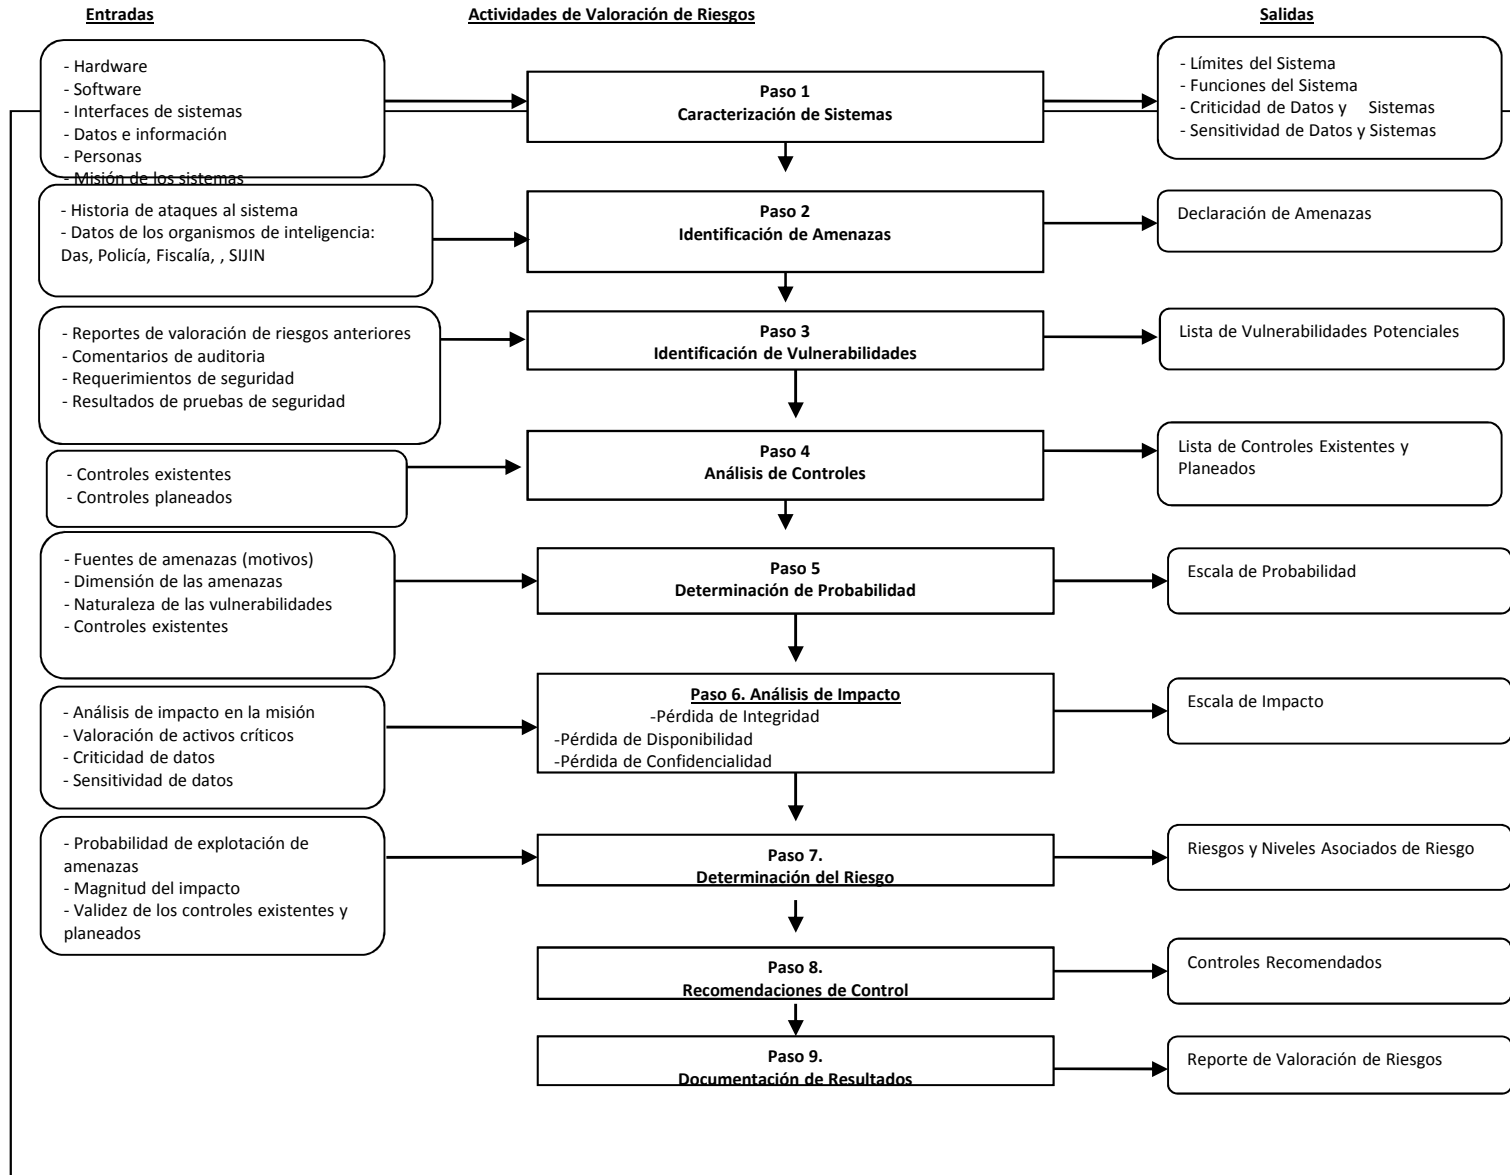 Entradas
Actividades de Valoración de Riesgos
Salidas
- Hardware
- Software
- Interfaces de sistemas
- Datos e información
- Personas
- Misión de los sistemas
Paso 1
Caracterización de Sistemas
- Límites del Sistema
- Funciones del Sistema
- Criticidad de Datos y Sistemas
- Sensitividad de Datos y Sistemas
- Historia de ataques al sistema
- Datos de los organismos de inteligencia:
Das, Policía, Fiscalía, , SIJIN
Paso 2
Identificación de Amenazas
Declaración de Amenazas
- Reportes de valoración de riesgos anteriores
- Comentarios de auditoria
- Requerimientos de seguridad
- Resultados de pruebas de seguridad
Paso 3
Identificación de Vulnerabilidades
Lista de Vulnerabilidades Potenciales
- Controles existentes
- Controles planeados
Paso 4
Análisis de Controles
Lista de Controles Existentes y
Planeados
- Fuentes de amenazas (motivos)
- Dimensión de las amenazas
- Naturaleza de las vulnerabilidades
- Controles existentes
Paso 5
Determinación de Probabilidad
Escala de Probabilidad
- Análisis de impacto en la misión
- Valoración de activos críticos
- Criticidad de datos
- Sensitividad de datos
Paso 6. Análisis de Impacto
-Pérdida de Integridad
-Pérdida de Disponibilidad
-Pérdida de Confidencialidad
Escala de Impacto
- Probabilidad de explotación de
amenazas
- Magnitud del impacto
- Validez de los controles existentes y
planeados
Paso 7.
Determinación del Riesgo
Riesgos y Niveles Asociados de Riesgo
Paso 8.
Recomendaciones de Control
Controles Recomendados
Paso 9.
Documentación de Resultados
Reporte de Valoración de Riesgos